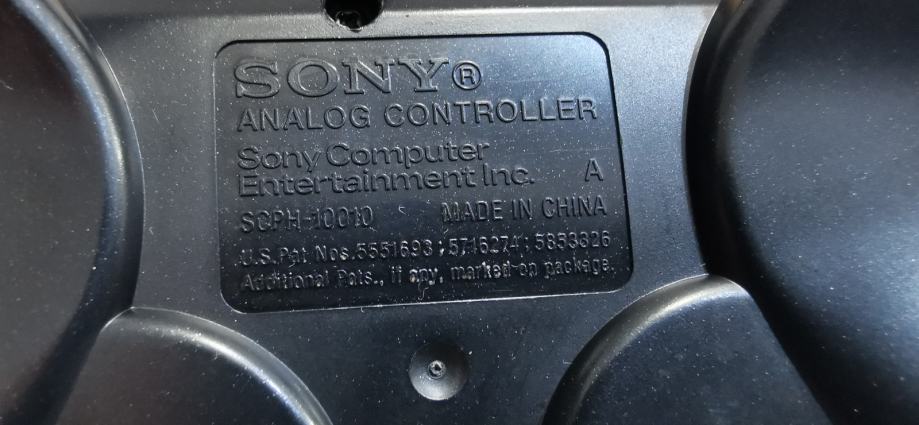 SONY®
ANALOG CONTROLLER
Sony Computer
Entertainment Inc. A
SCPH-10010 MADE IN CHINA
U.S.Pat Nos.5551693;5716274;5853326
Additional Pats., if any, marked on package.